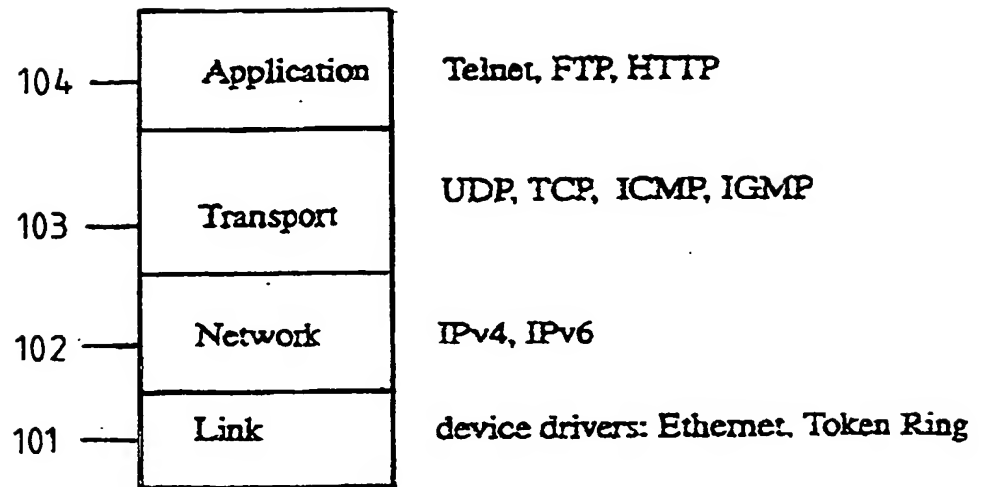 104 Application Telnet, FTP, HTTP
103 Transport UDP, TCP, ICMP, IGMP
102 Network IPv4, IPv6
101 Link device drivers: Ethernet, Token Ring